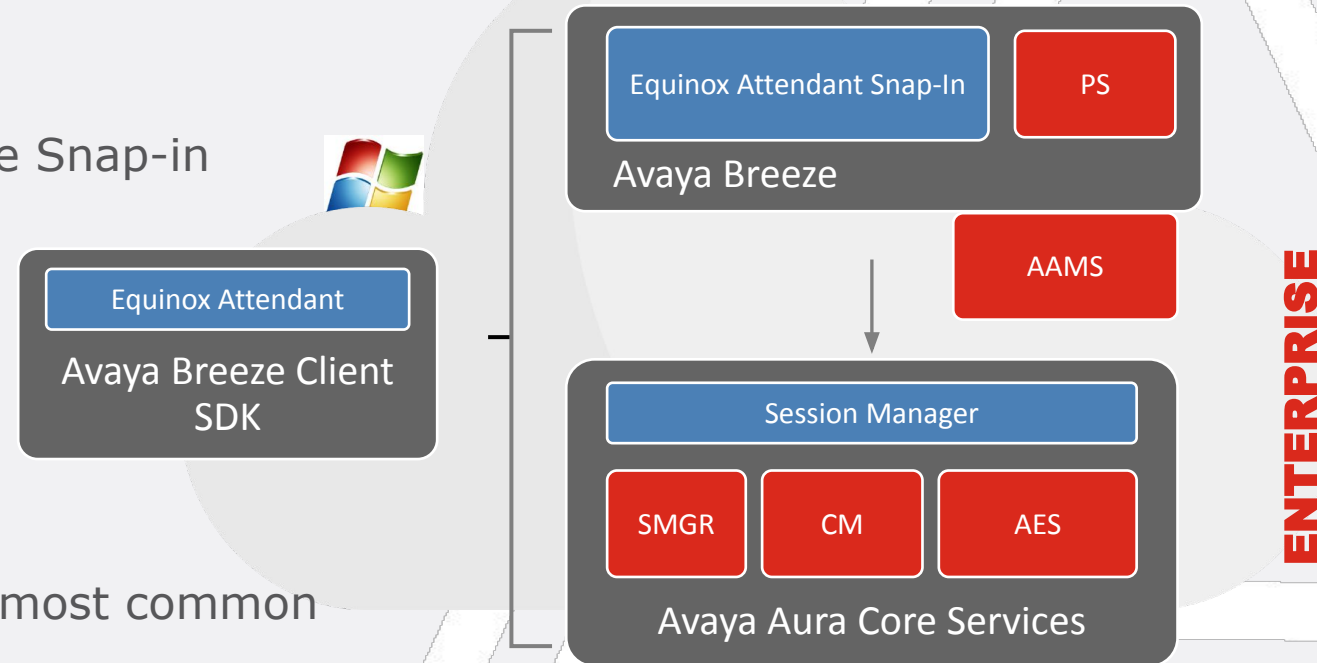 e Snap-in
most common
Equinox Attendant
Avaya Breeze Client
SDK
Equinox Attendant Snap-In
PS
Avaya Breeze
AAMS
Session Manager
SMGR
CM
AES
Avaya Aura Core Services
ENTERPRISE